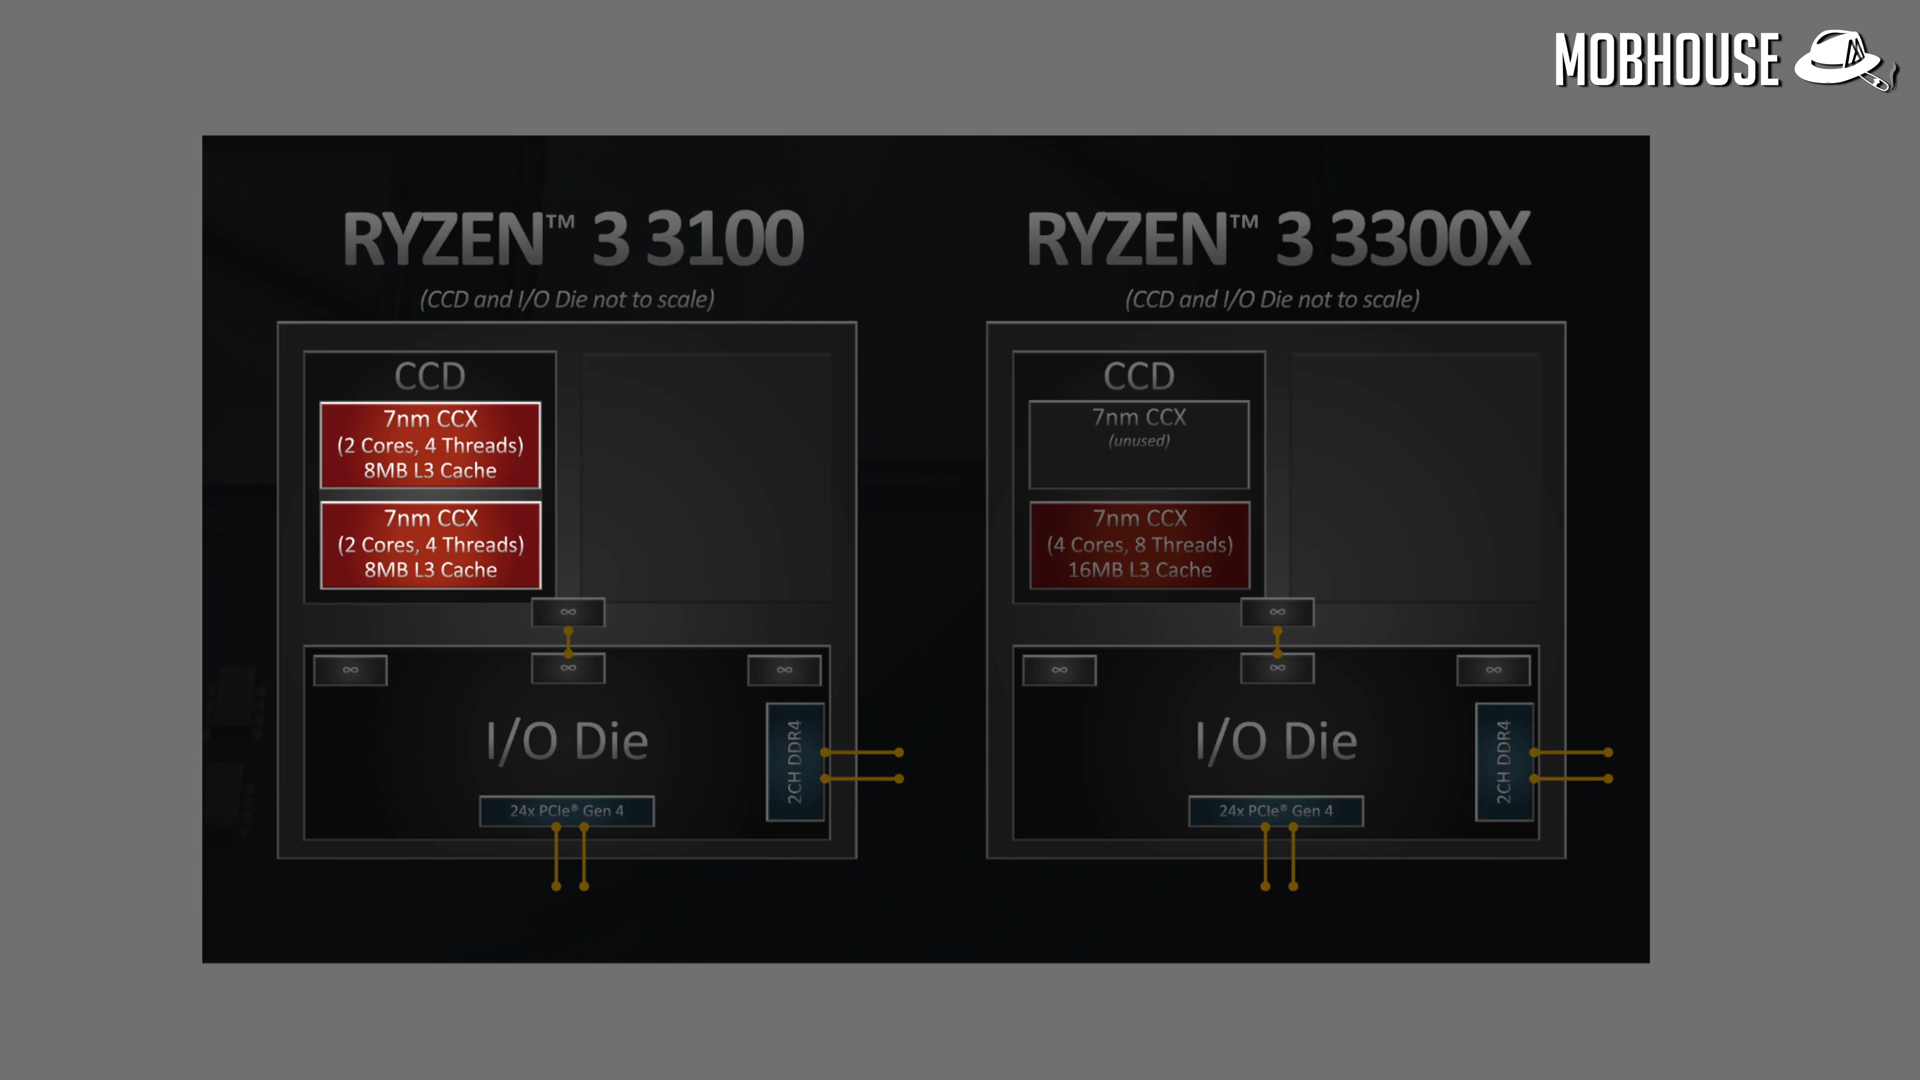 MOBHOUSE
RYZEN™ 3 3100
(CCD and I/O Die not to scale)
CCD
7nm CCX
(2 Cores, 4 Threads)
8MB L3 Cache
7nm CCX
(2 Cores, 4 Threads)
8MB L3 Cache
∞
∞
∞
∞
I/O Die
2CH DDR4
24x PCIe® Gen 4
RYZEN™ 3 3300X
(CCD and I/O Die not to scale)
CCD
7nm CCX
(unused)
7nm CCX
(4 Cores, 8 Threads)
16MB L3 Cache
∞
∞
∞
∞
I/O Die
2CH DDR4
24x PCIe® Gen 4